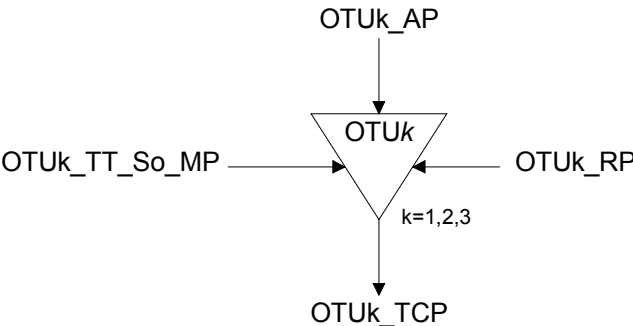 OTUk_AP
OTUk
OTUk_TT_So_MP
OTUk_RP
k=1,2,3
OTUk_TCP